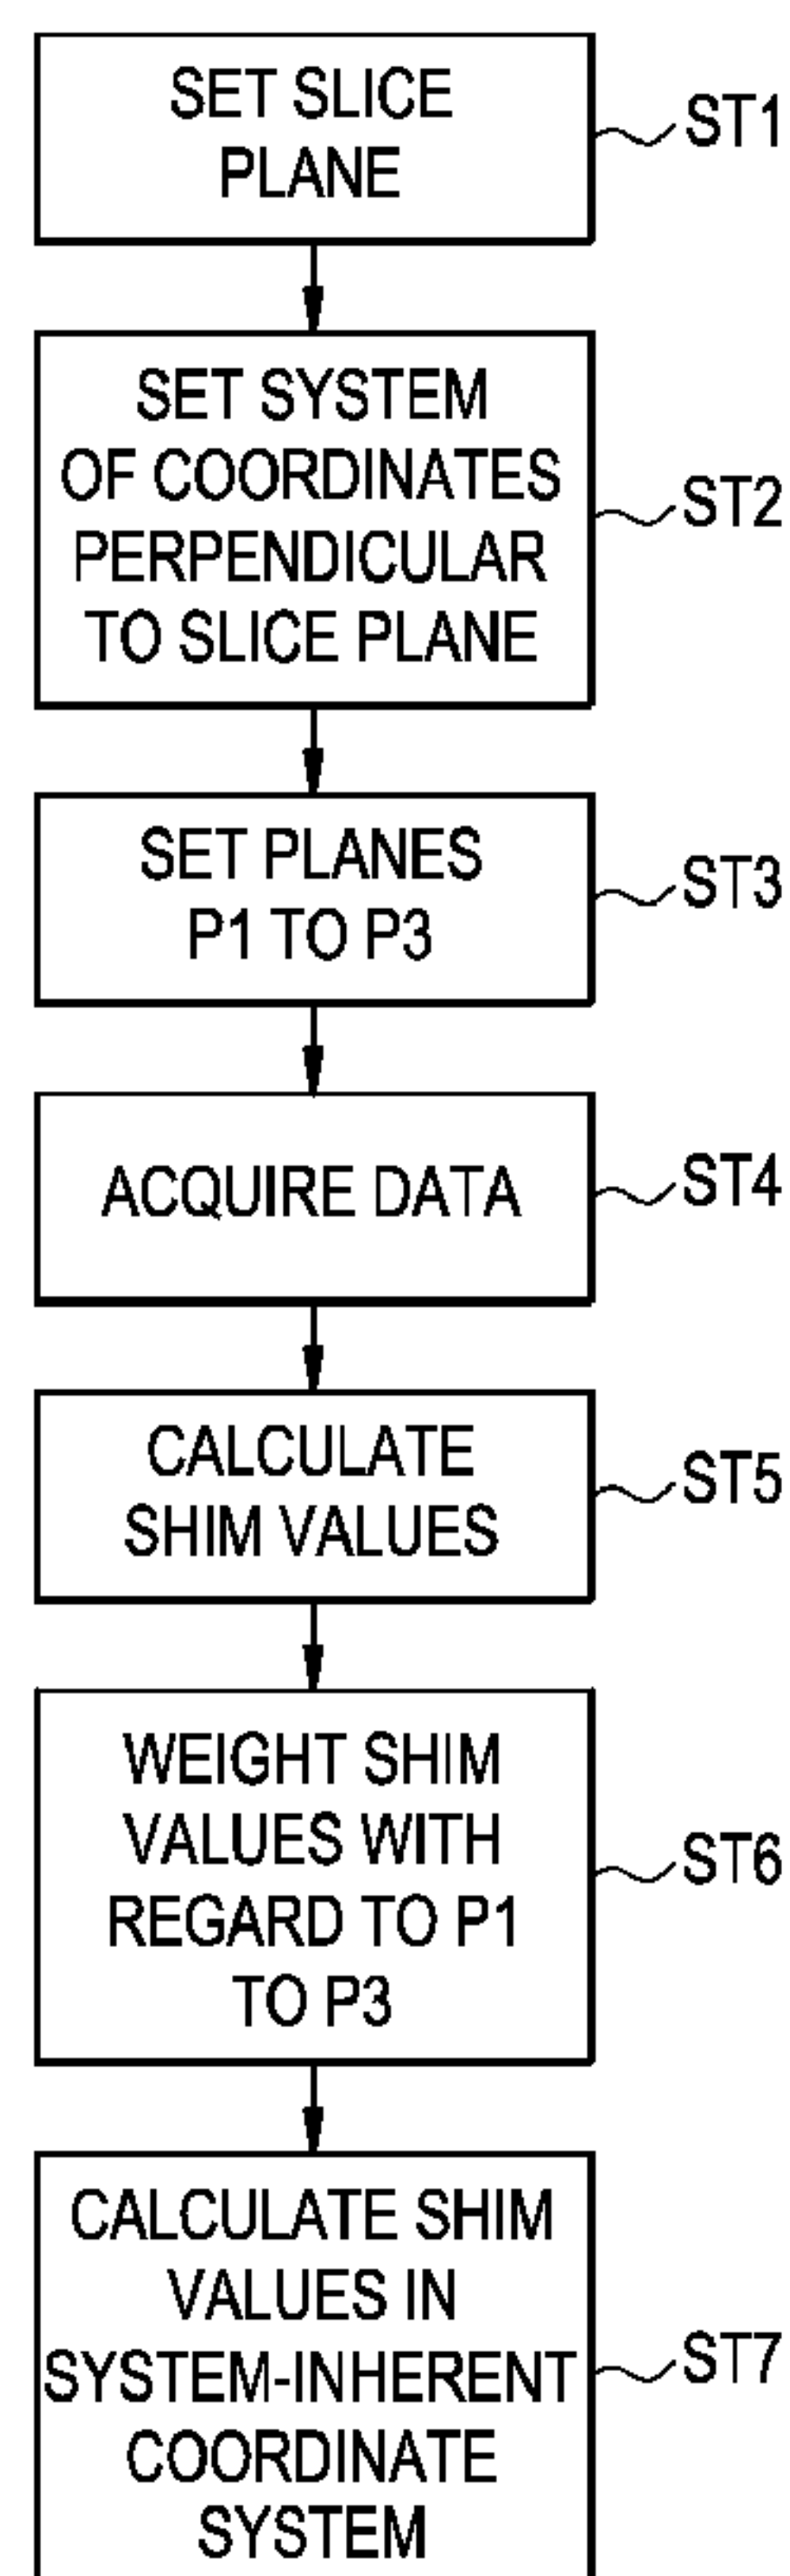 SET SLICE
PLANE
ST1
SET SYSTEM
OF COORDINATES
PERPENDICULAR
TO SLICE PLANE
ST2
SET PLANES
P1 TO P3
ST3
ACQUIRE DATA
ST4
CALCULATE
SHIM VALUES
ST5
WEIGHT SHIM
VALUES WITH
REGARD TO P1
TO P3
ST6
CALCULATE SHIM
VALUES IN
SYSTEM-INHERENT
COORDINATE
SYSTEM
ST7